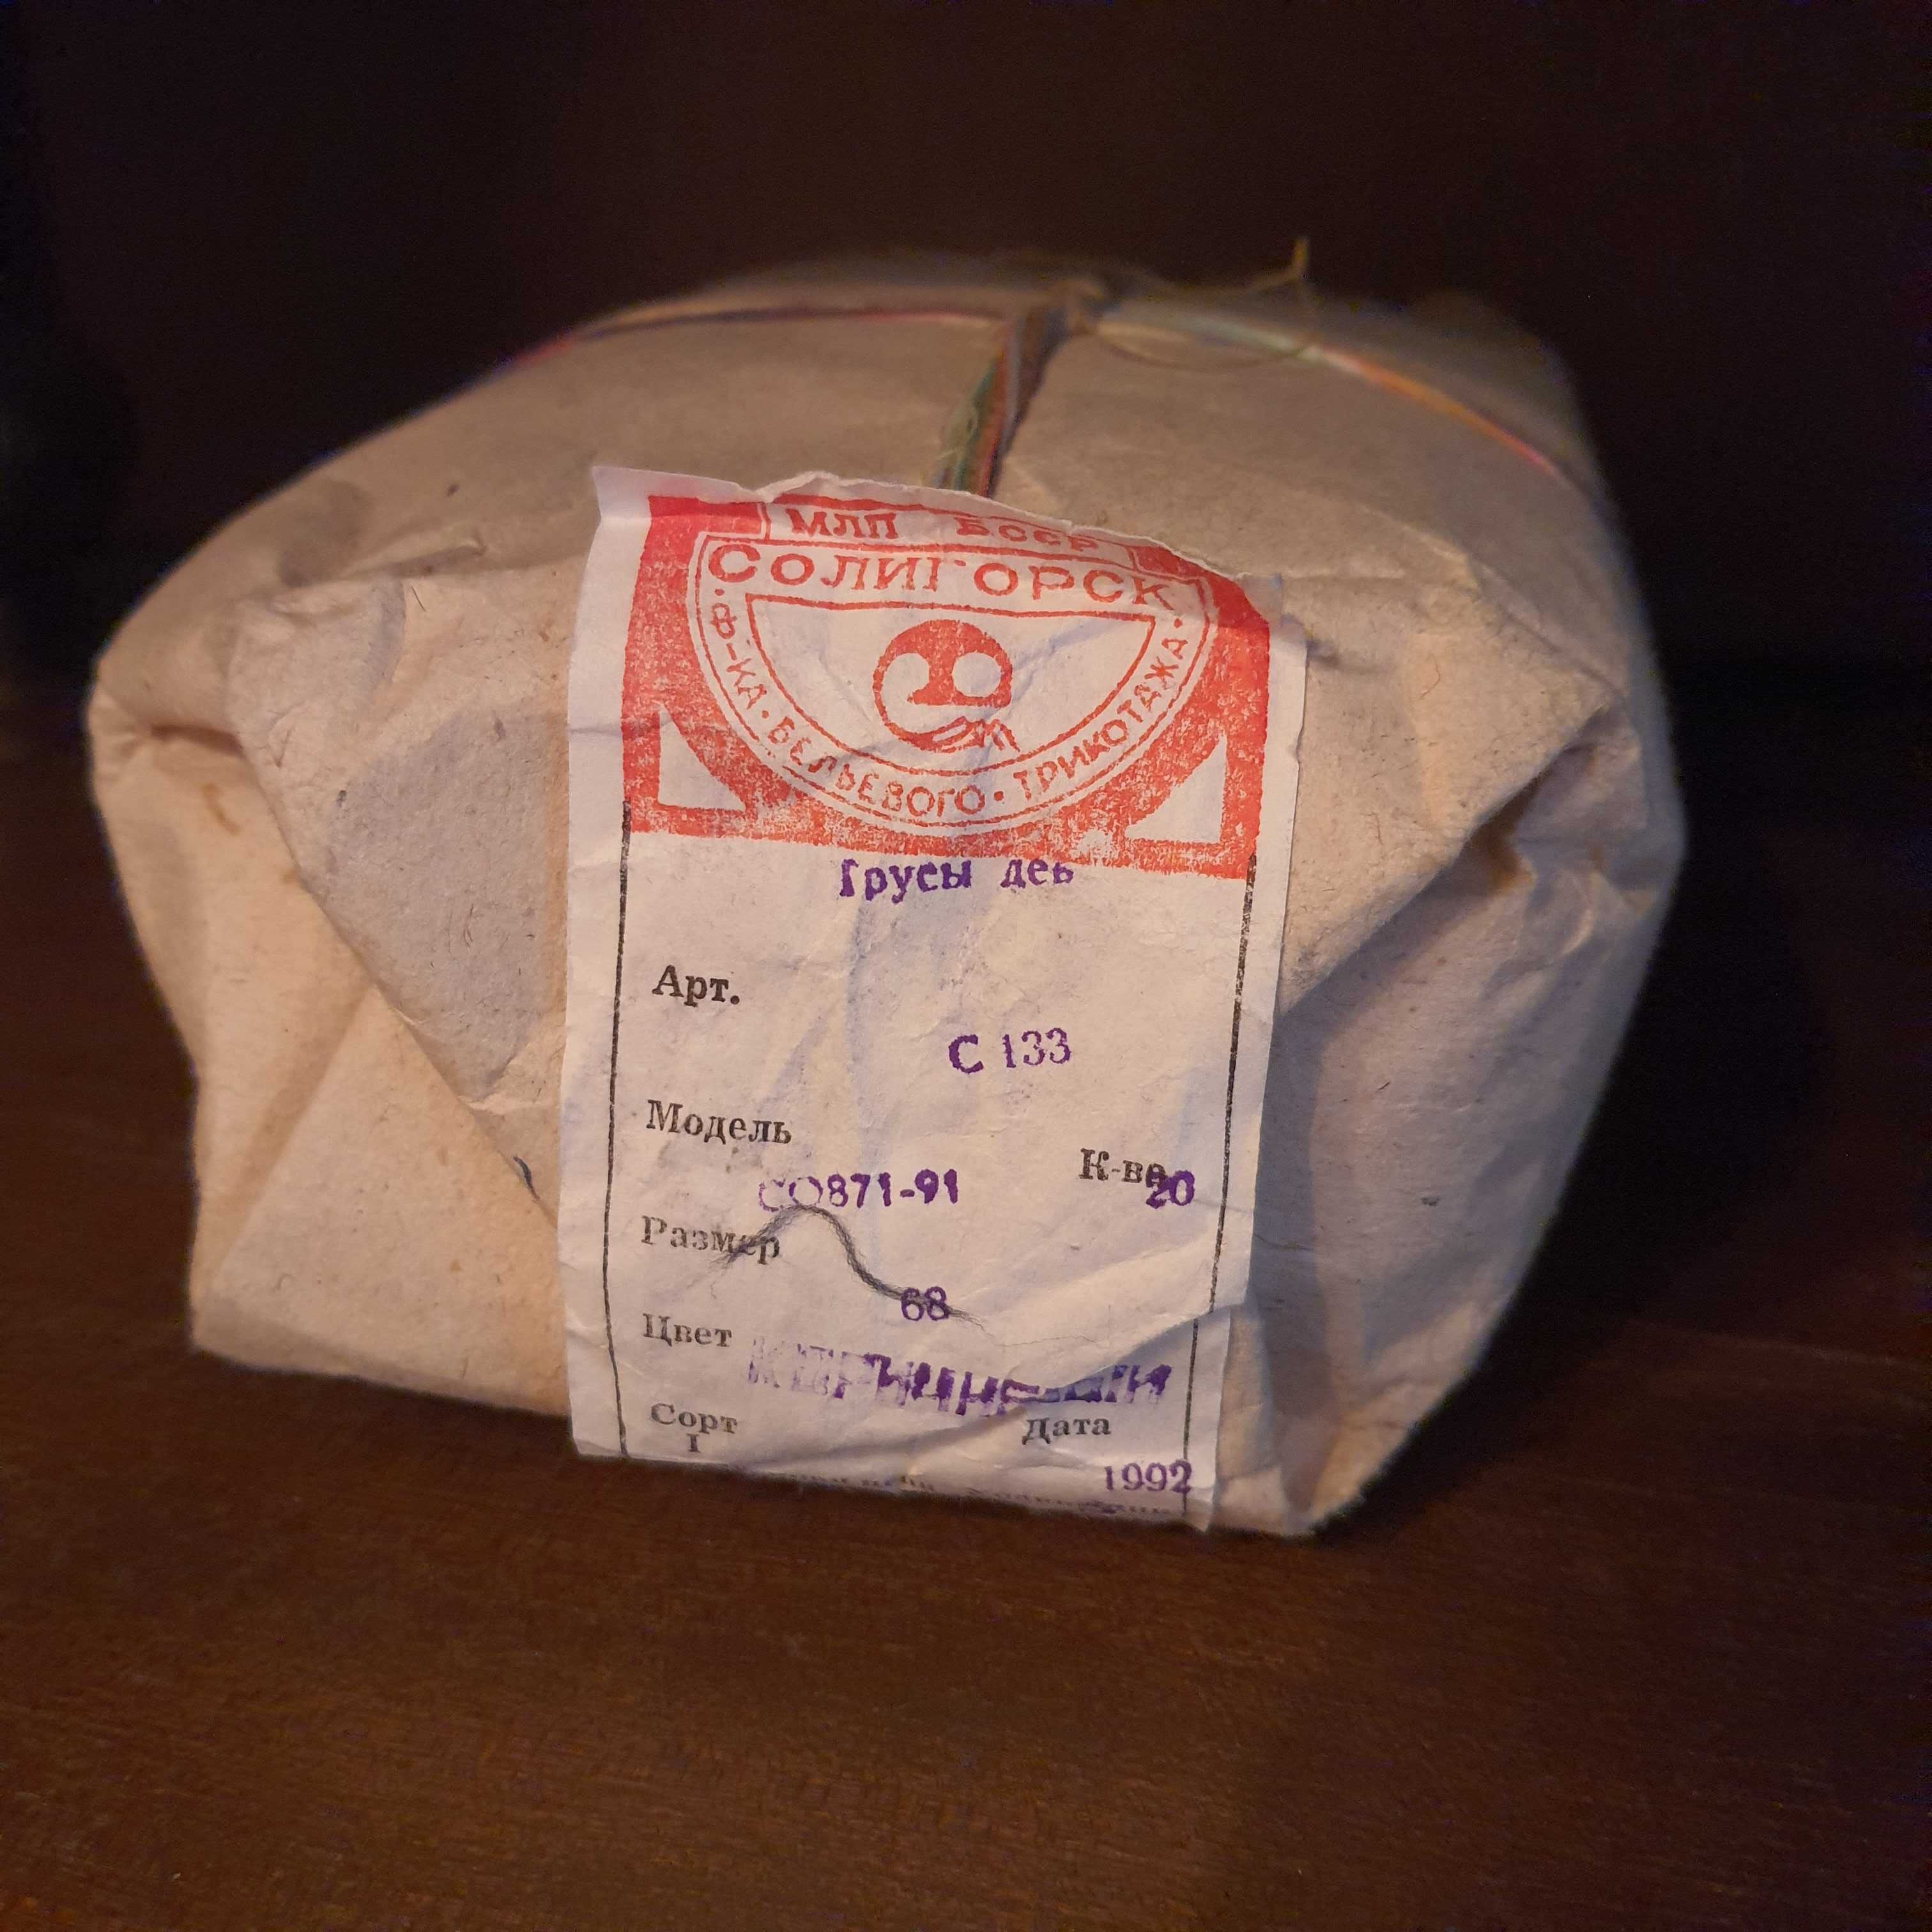 МЛП БССР
СОЛИГОРСК
Ф-КА·БЕЛЬЕВОГО·ТРИКОТАЖА
Трусы дев
Арт.
С 133
Модель
СО871-91
К-во
20
Размер
68
Цвет
Сорт
I
Дата
1992